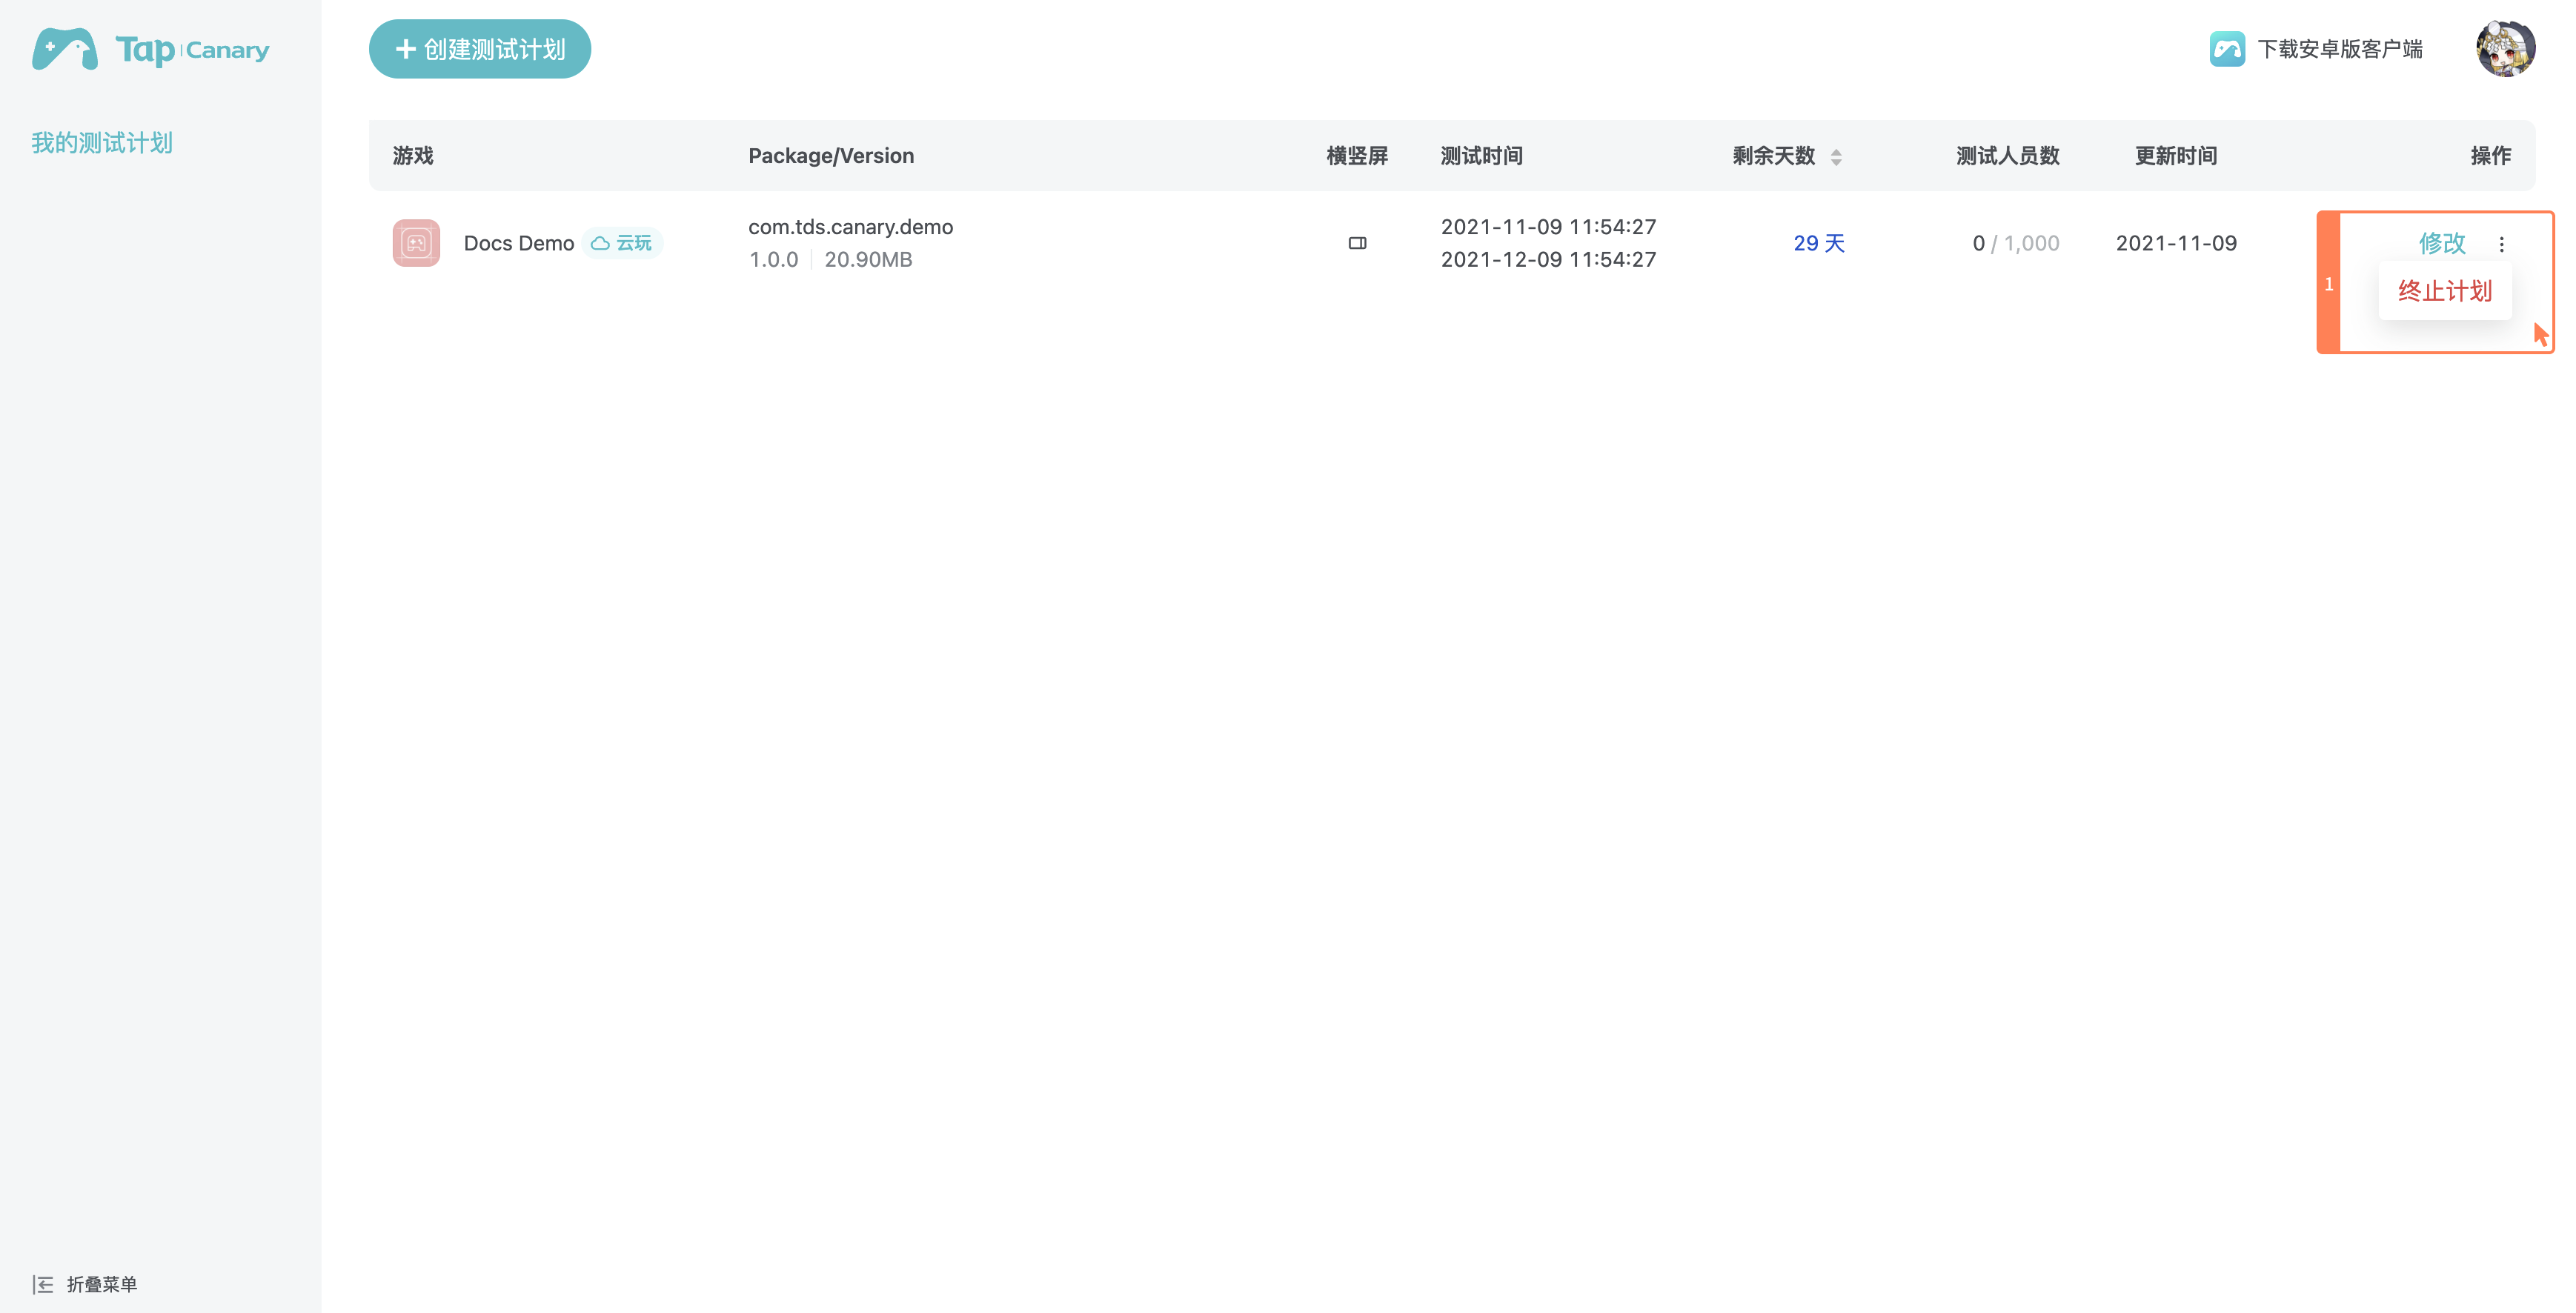 Tap | Canary
创建测试计划
下载安卓版客户端
我的测试计划
游戏 Package/Version 横竖屏 测试时间 剩余天数 测试人员数 更新时间 操作
Docs Demo 云玩 com.tds.canary.demo 2021-11-09 11:54:27 29 天 0 / 1,000 2021-11-09 修改
1.0.0 | 20.90MB 2021-12-09 11:54:27
1
终止计划
折叠菜单